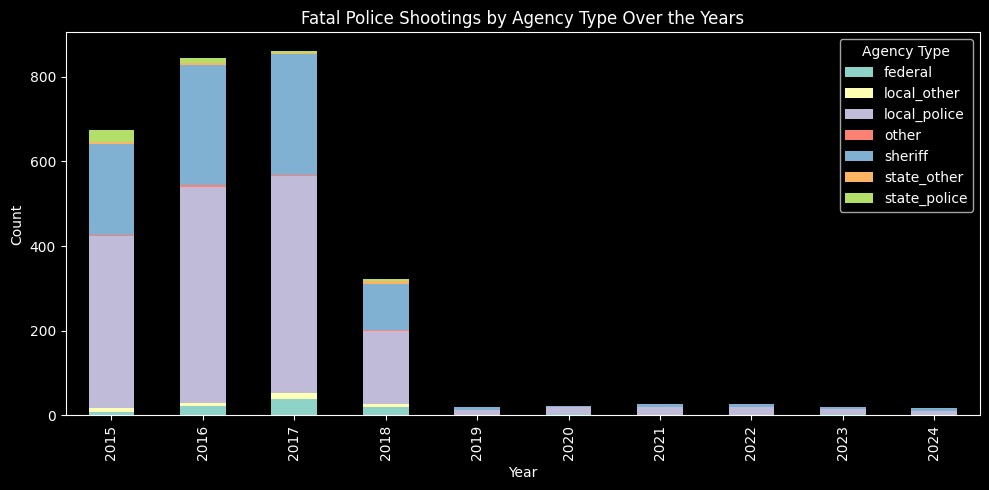 Fatal Police Shootings by Agency Type Over the Years
Agency Type
federal
local_other
local_police
other
sheriff
state_other
state_police
Count
800
600
400
200
0
2015
2016
2017
2018
2019
2020
2021
2022
2023
2024
Year